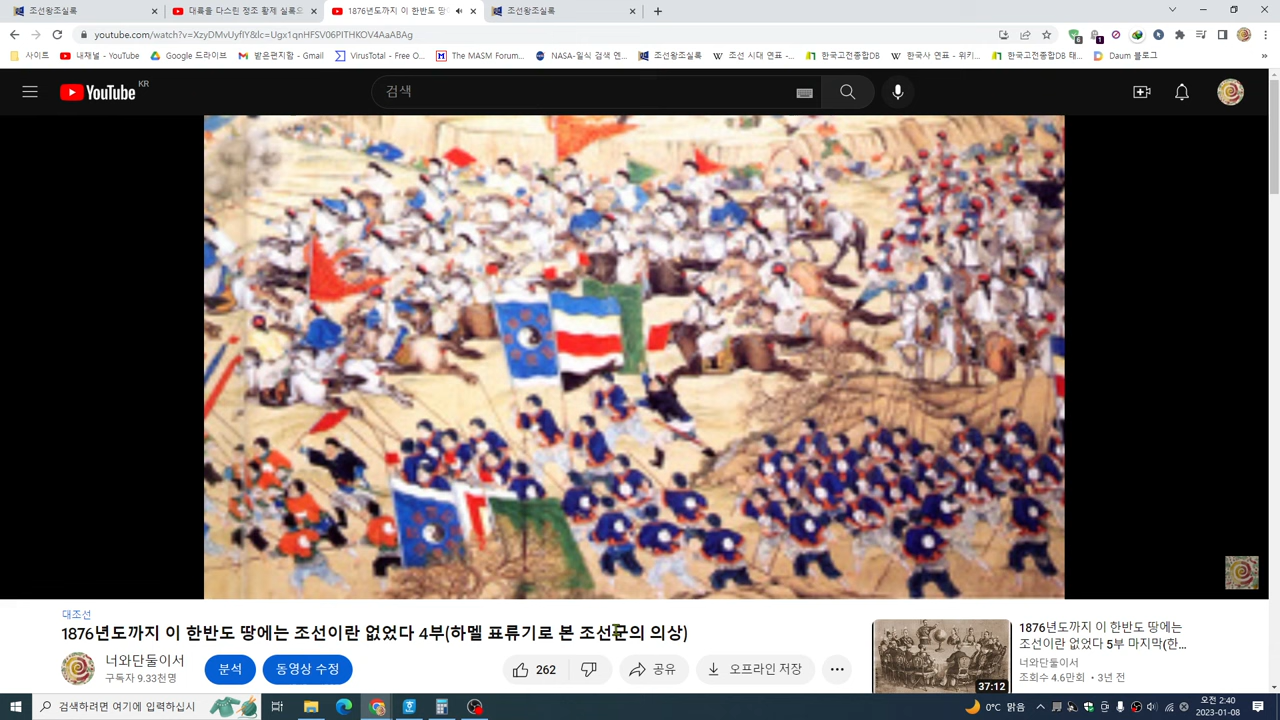 조선왕조실록
대륙을 다스린 정조 황제 실록으
1876년도까지 이 한반도 땅
조선왕조실록
youtube.com/watch?v=XzyDMvUyfIY&lc=Ugx1qnHFSV06PITHKOV4AaABAg
사이트
내채널 - YouTube
Google 드라이브
받은편지함 - Gmail
VirusTotal - Free O...
The MASM Forum...
NASA-일식 검색 엔...
조선왕조실록
조선 시대 연표 -...
한국고전종합DB
한국사 연표 - 위키...
한국고전종합DB 태...
Daum 블로그
YouTube KR
검색
대조선
1876년도까지 이 한반도 땅에는 조선이란 없었다 4부(하멜 표류기로 본 조선군의 의상)
너와단둘이서
구독자 9.33천명
분석
동영상 수정
262
공유
오프라인 저장
1876년도까지 이 한반도 땅에는
조선이란 없었다 5부 마지막(한...
너와단둘이서
조회수 4.6만회 • 3년 전
37:12
검색하려면 여기에 입력하십시
0°C 맑음
오전 2:40
2023-01-08